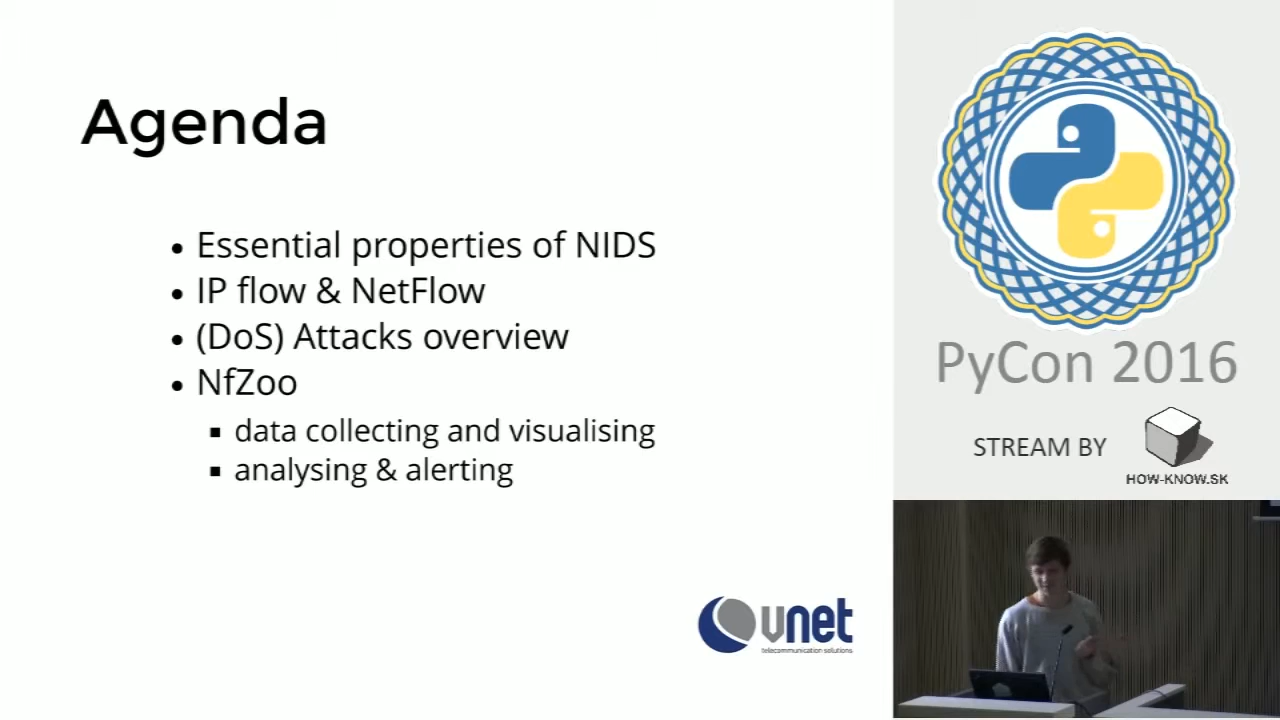 Agenda
• Essential properties of NIDS
• IP flow & NetFlow
• (DoS) Attacks overview
• NfZoo
▪ data collecting and visualising
▪ analysing & alerting
vnet
telecommunication solutions
PyCon 2016
STREAM BY
HOW-KNOW.SK